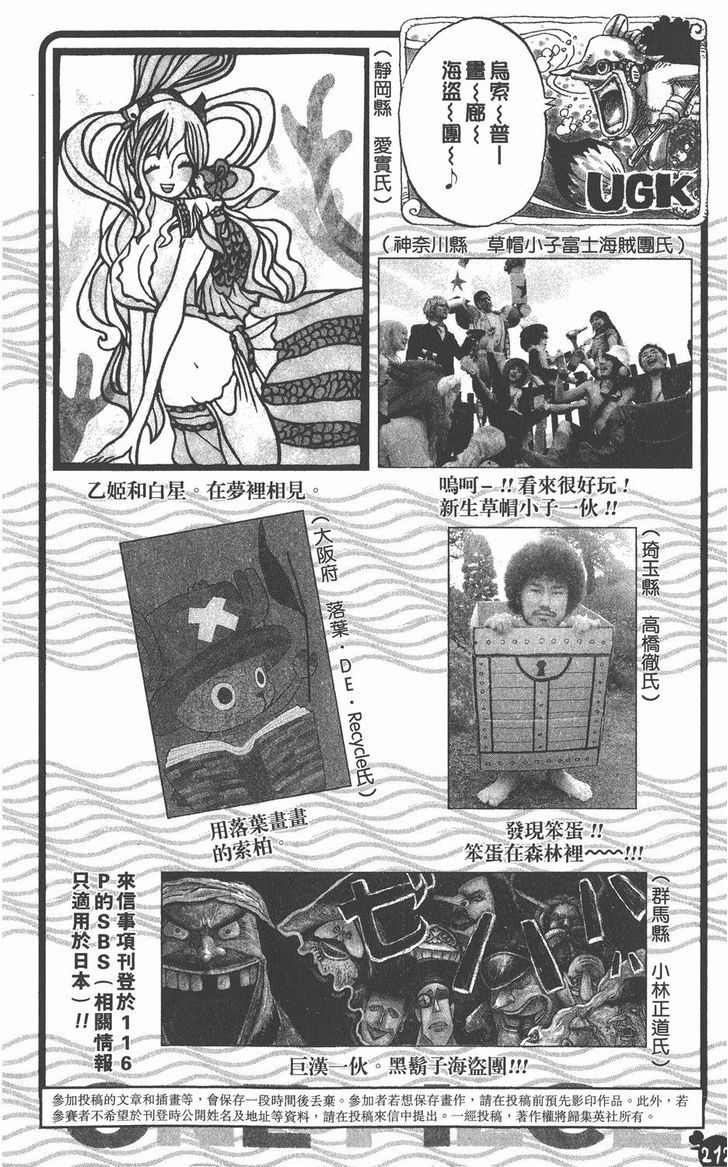 烏索～普～
畫～廊～
海盜～團～♪
UGK
（靜岡縣　愛實氏）
乙姬和白星。在夢裡相見。
（神奈川縣　草帽小子富士海賊團氏）
嗚呵－!!看來很好玩！
新生草帽小子一伙!!
（大阪府　落葉・DE・Recycle氏）
用落葉畫畫
的索柏。
（琦玉縣　高橋徹氏）
發現笨蛋!!
笨蛋在森林裡～～～!!!
（群馬縣　小林正道氏）
ゼハハハ
巨漢一伙。黑鬍子海盜團!!!
來信事項刊登於116
P的SBS（相關情報
只適用於日本）!!
參加投稿的文章和插畫等，會保存一段時間後丟棄。參加者若想保存畫作，請在投稿前預先影印作品。此外，若
參賽者不希望於刊登時公開姓名及地址等資料，請在投稿來信中提出。一經投稿，著作權將歸集英社所有。
ONE PIECE